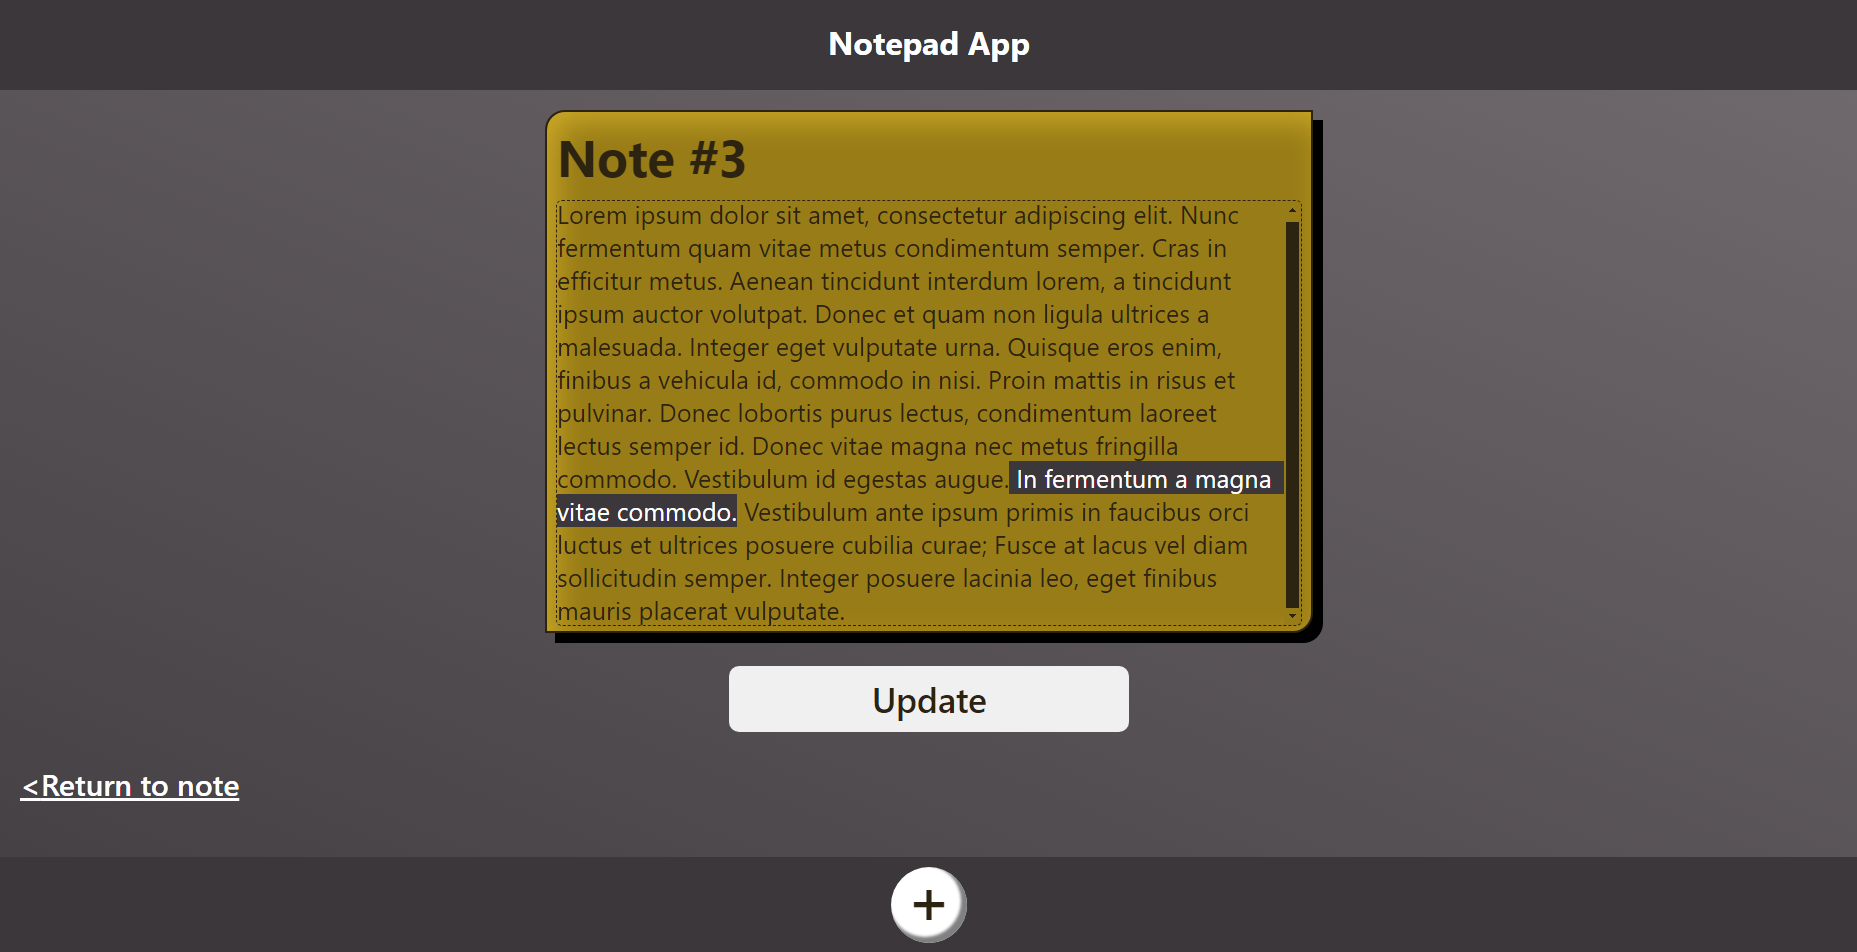 Notepad App
Note #3
Lorem ipsum dolor sit amet, consectetur adipiscing elit. Nunc
fermentum quam vitae metus condimentum semper. Cras in
efficitur metus. Aenean tincidunt interdum lorem, a tincidunt
ipsum auctor volutpat. Donec et quam non ligula ultrices a
malesuada. Integer eget vulputate urna. Quisque eros enim,
finibus a vehicula id, commodo in nisi. Proin mattis in risus et
pulvinar. Donec lobortis purus lectus, condimentum laoreet
lectus semper id. Donec vitae magna nec metus fringilla
commodo. Vestibulum id egestas augue. In fermentum a magna
vitae commodo. Vestibulum ante ipsum primis in faucibus orci
luctus et ultrices posuere cubilia curae; Fusce at lacus vel diam
sollicitudin semper. Integer posuere lacinia leo, eget finibus
mauris placerat vulputate.
Update
<Return to note
+